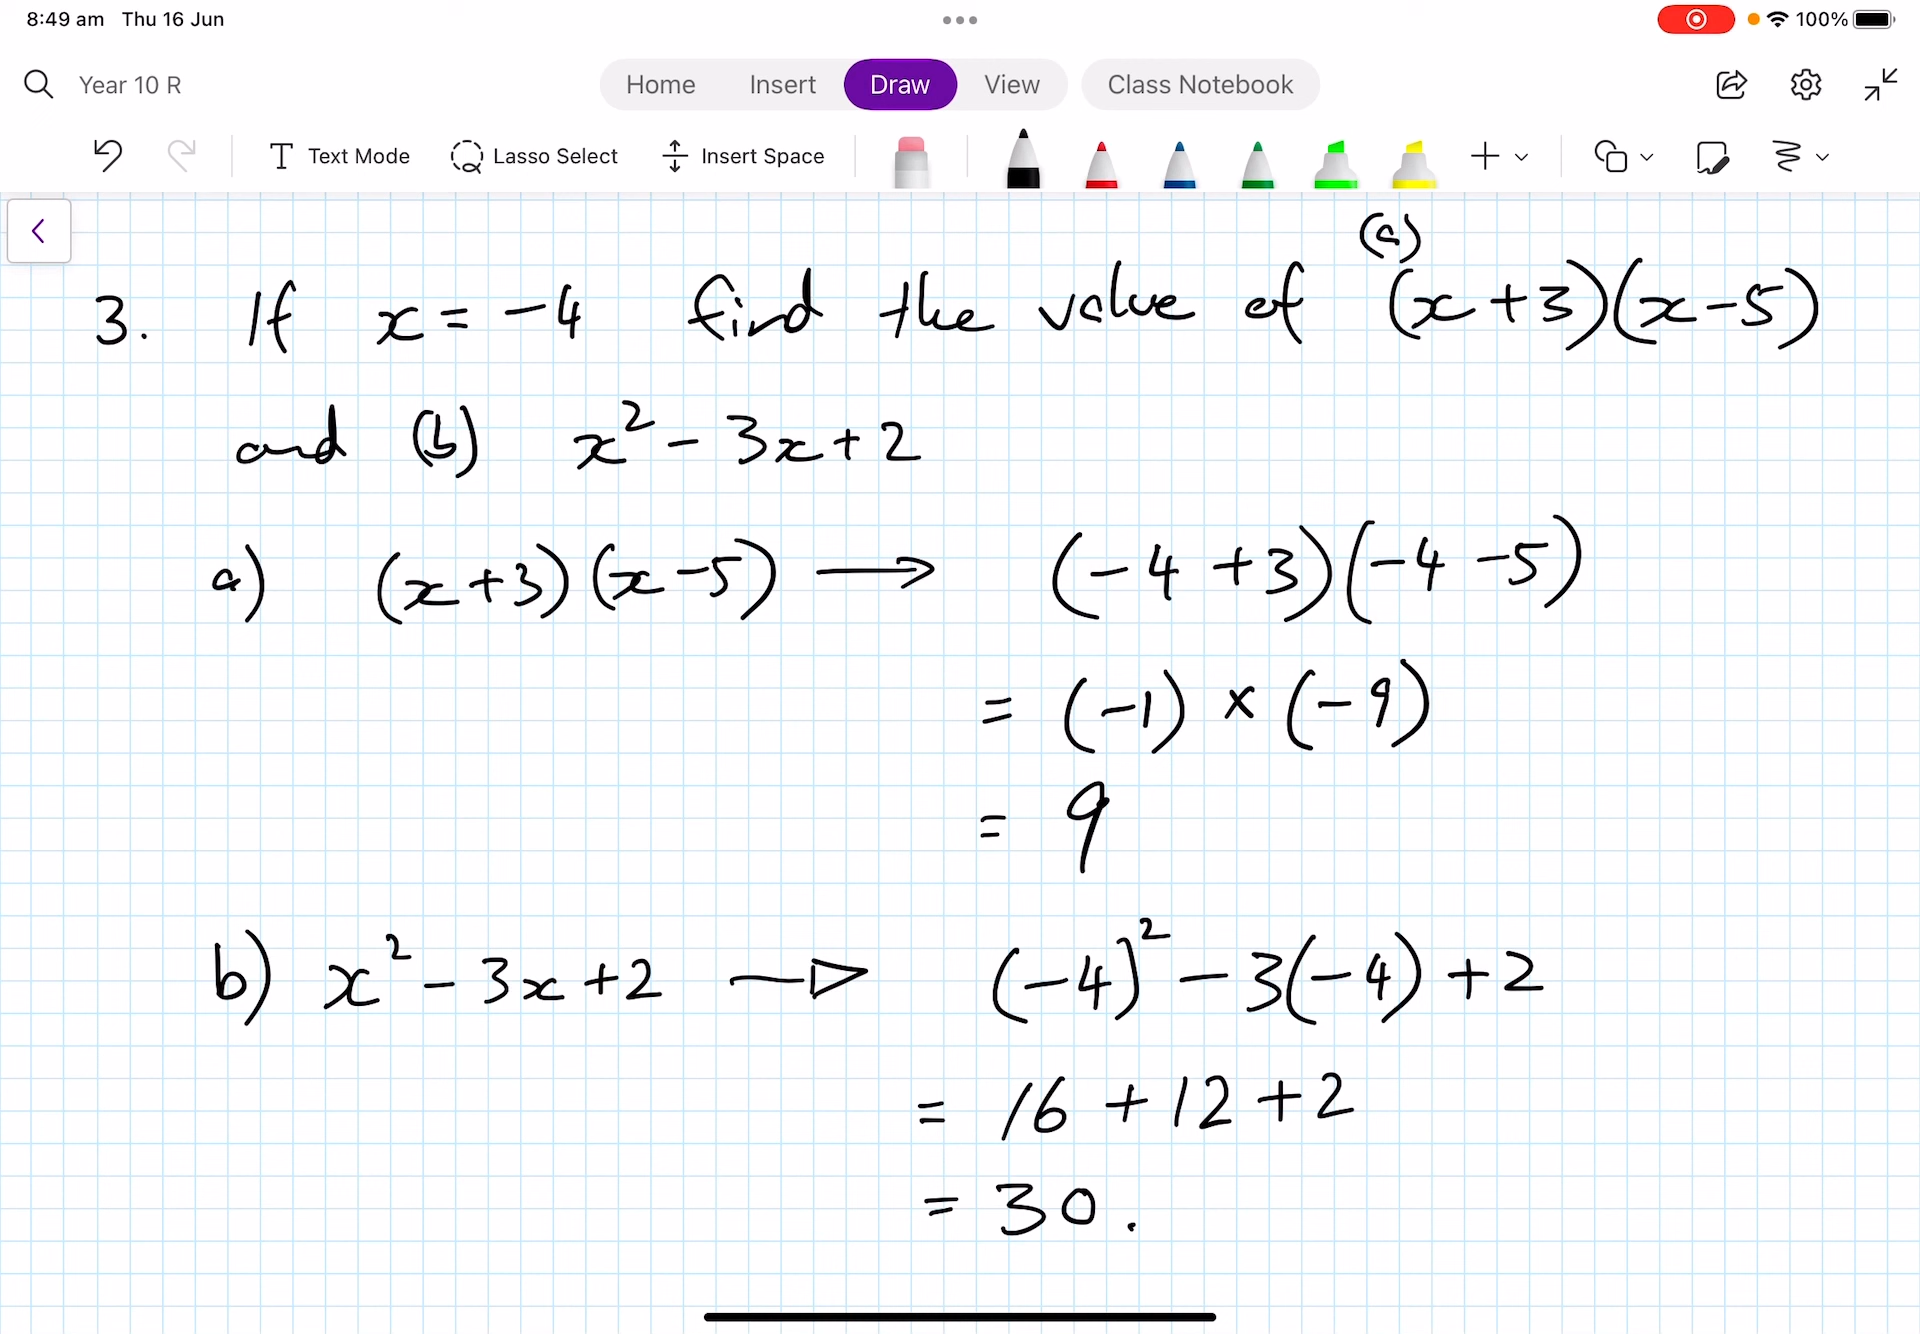 8:49 am Thu 16 Jun 100%
Year 10 R Home Insert Draw View Class Notebook
Text Mode Lasso Select Insert Space
(a)
3. If x = -4 find the value of (x+3)(x-5)
and (b) x² - 3x + 2
a) (x+3)(x-5) → (-4+3)(-4-5)
= (-1) × (-9)
= 9
b) x² - 3x + 2 → (-4)² - 3(-4) + 2
= 16 + 12 + 2
= 30.